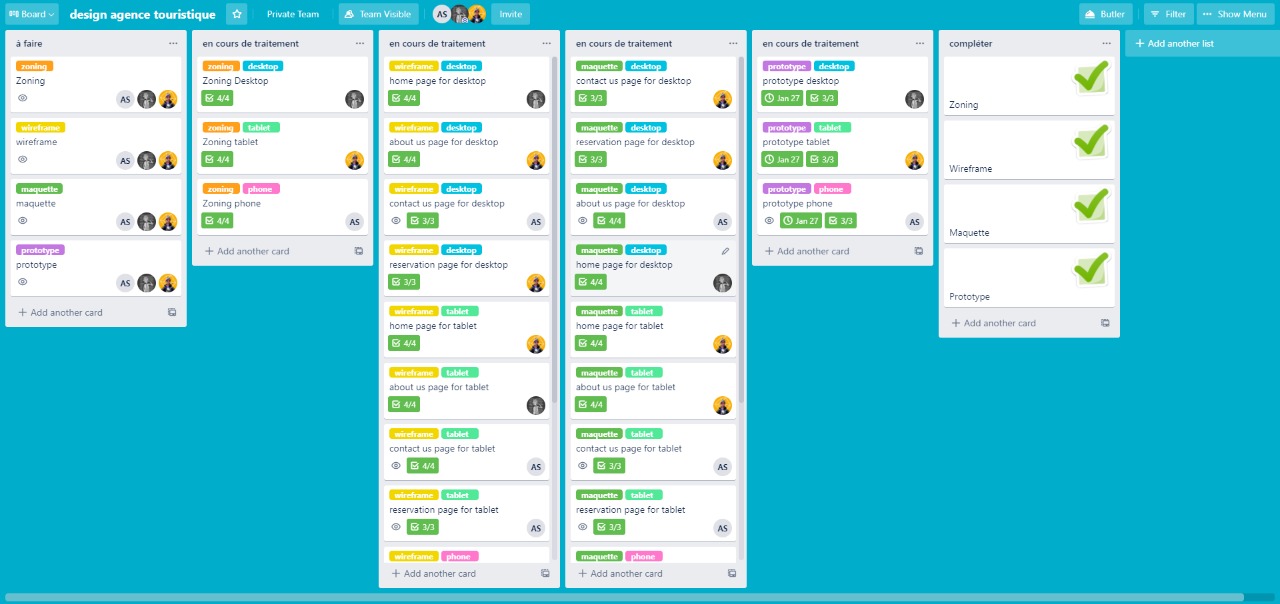 Board
design agence touristique
Private Team
Team Visible
AS
Invite
Butler
Filter
Show Menu
à faire
zoning
Zoning
AS
wireframe
wireframe
AS
maquette
maquette
AS
prototype
prototype
AS
+ Add another card
en cours de traitement
zoning desktop
Zoning Desktop
4/4
zoning tablet
Zoning tablet
4/4
zoning phone
Zoning phone
4/4 AS
+ Add another card
en cours de traitement
wireframe desktop
home page for desktop
4/4
wireframe desktop
about us page for desktop
4/4
wireframe desktop
contact us page for desktop
3/3 AS
wireframe desktop
reservation page for desktop
3/3
wireframe tablet
home page for tablet
4/4
wireframe tablet
about us page for tablet
4/4
wireframe tablet
contact us page for tablet
4/4 AS
wireframe tablet
reservation page for tablet
3/3 AS
wireframe phone
+ Add another card
en cours de traitement
maquette desktop
contact us page for desktop
3/3
maquette desktop
reservation page for desktop
3/3
maquette desktop
about us page for desktop
4/4 AS
maquette desktop
home page for desktop
4/4
maquette tablet
home page for tablet
4/4
maquette tablet
about us page for tablet
4/4
maquette tablet
contact us page for tablet
3/3 AS
maquette tablet
reservation page for tablet
3/3 AS
maquette phone
+ Add another card
en cours de traitement
prototype desktop
prototype desktop
Jan 27 3/3
prototype tablet
prototype tablet
Jan 27 3/3
prototype phone
prototype phone
Jan 27 3/3 AS
+ Add another card
compléter
Zoning
Wireframe
Maquette
Prototype
+ Add another card
+ Add another list